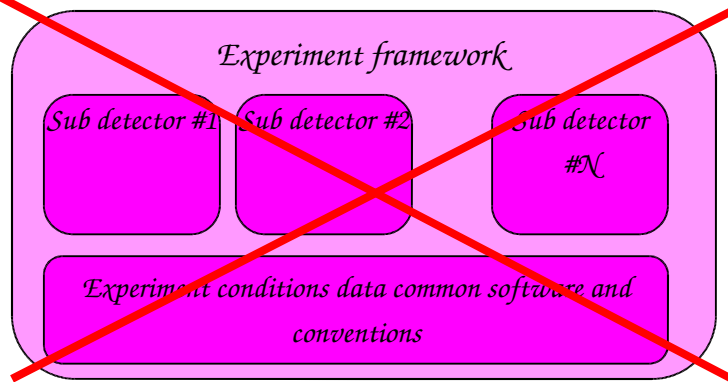 Experiment framework
Sub detector #1
Sub detector #2
Sub detector
#N
Experiment conditions data common software and
conventions